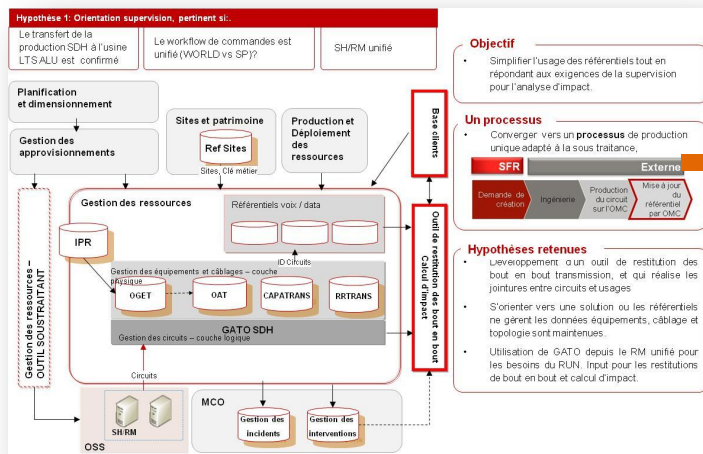 Hypothèse 1: Orientation supervision, pertinent si:.
Le transfert de la
production SDH à l'usine
LTS ALU est confirmé
Le workflow de commandes est
unifié (WORLD vs SP)?
SH/RM unifié
Planification
et dimensionnement
Gestion des
approvisionnements
Sites et patrimoine
Ref Sites
Sites, Clé métier
Production et
Déploiement
des
ressources
Base clients
Gestion des ressources –
OUTIL SOUSTRAITANT
Gestion des ressources
Référentiels voix / data
IPR
ID Circuits
Gestion des équipements et câblages – couche
physique
OGET
OAT
CAPATRANS
RRTRANS
GATO SDH
Gestion des circuits – couche logique
Outil de restitution des bout en bout
Calcul d'impact
Circuits
SH/RM
OSS
MCO
Gestion des
incidents
Gestion des
interventions
Objectif
• Simplifier l'usage des référentiels tout en
répondant aux exigences de la supervision
pour l'analyse d'impact.
Un processus
• Converger vers un processus de production
unique adapté à la sous traitance,
SFR
Externe
Demande de
création
Ingénierie
Production
du circuit
sur l'OMC
Mise à jour
du
référentiel
par OMC
Hypothèses retenues
• Développement d'un outil de restitution des
bout en bout transmission, et qui réalise les
jointures entre circuits et usages
• S'orienter vers une solution ou les référentiels
ne gèrent les données équipements, câblage et
topologie sont maintenues.
• Utilisation de GATO depuis le RM unifié pour
les besoins du RUN. Input pour les restitutions
de bout en bout et calcul d'impact.